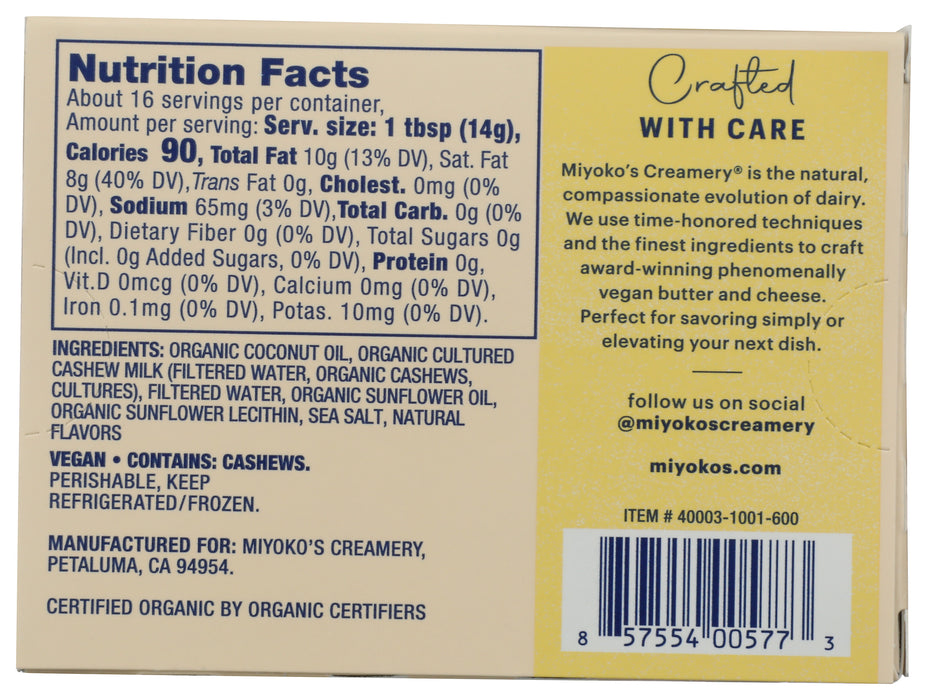 Nutrition Facts
About 16 servings per container,
Amount per serving: Serv. size: 1 tbsp (14g),
Calories 90, Total Fat 10g (13% DV), Sat. Fat
8g (40% DV),Trans Fat 0g, Cholest. 0mg (0%
DV), Sodium 65mg (3% DV),Total Carb. 0g (0%
DV), Dietary Fiber 0g (0% DV), Total Sugars 0g
(Incl. 0g Added Sugars, 0% DV), Protein 0g,
Vit.D 0mcg (0% DV), Calcium 0mg (0% DV),
Iron 0.1mg (0% DV), Potas. 10mg (0% DV).
INGREDIENTS: ORGANIC COCONUT OIL, ORGANIC CULTURED
CASHEW MILK (FILTERED WATER, ORGANIC CASHEWS,
CULTURES), FILTERED WATER, ORGANIC SUNFLOWER OIL,
ORGANIC SUNFLOWER LECITHIN, SEA SALT, NATURAL
FLAVORS
VEGAN • CONTAINS: CASHEWS.
PERISHABLE, KEEP
REFRIGERATED/FROZEN.
MANUFACTURED FOR: MIYOKO'S CREAMERY,
PETALUMA, CA 94954.
CERTIFIED ORGANIC BY ORGANIC CERTIFIERS
Crafted
WITH CARE
Miyoko's Creamery® is the natural,
compassionate evolution of dairy.
We use time-honored techniques
and the finest ingredients to craft
award-winning phenomenally
vegan butter and cheese.
Perfect for savoring simply or
elevating your next dish.
follow us on social
@miyokoscreamery
miyokos.com
ITEM # 40003-1001-600
8 57554 00577 3